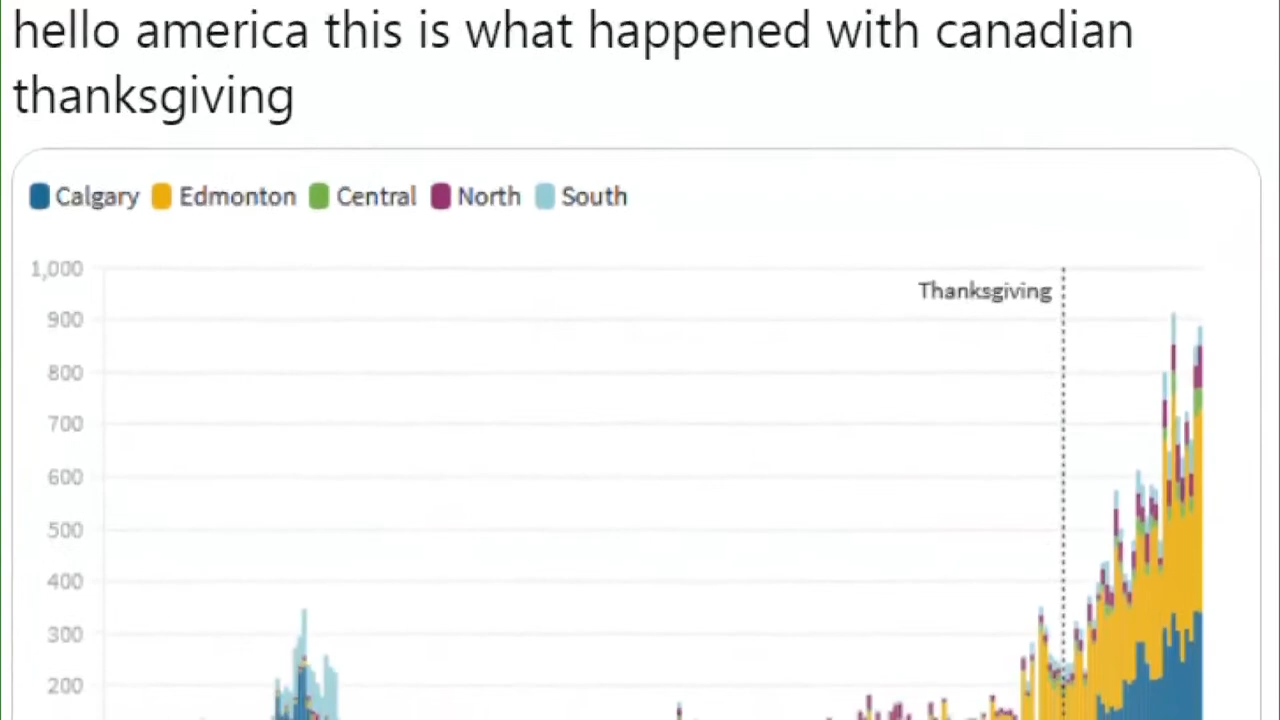 hello america this is what happened with canadian
thanksgiving
Calgary Edmonton Central North South
1,000
Thanksgiving
900
800
700
600
500
400
300
200